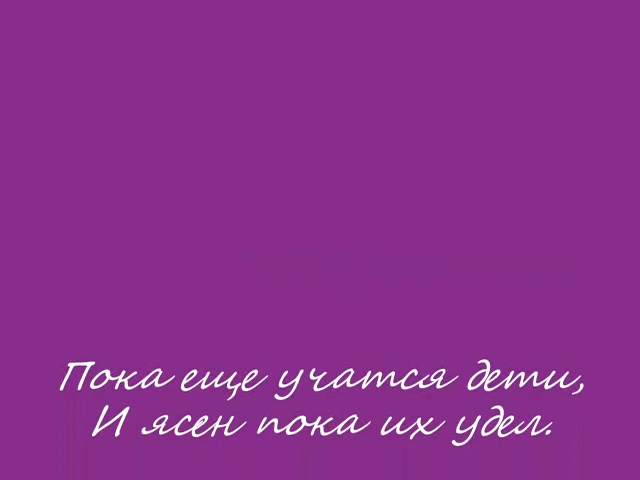 Пока еще учатся дети,
И ясен пока их удел.